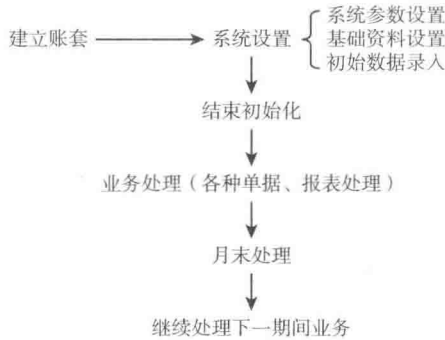 系统参数设置
建立账套
系统设置
基础资料设置
初始数据录入
结束初始化
业务处理（各种单据、报表处理）
月末处理
继续处理下一期间业务